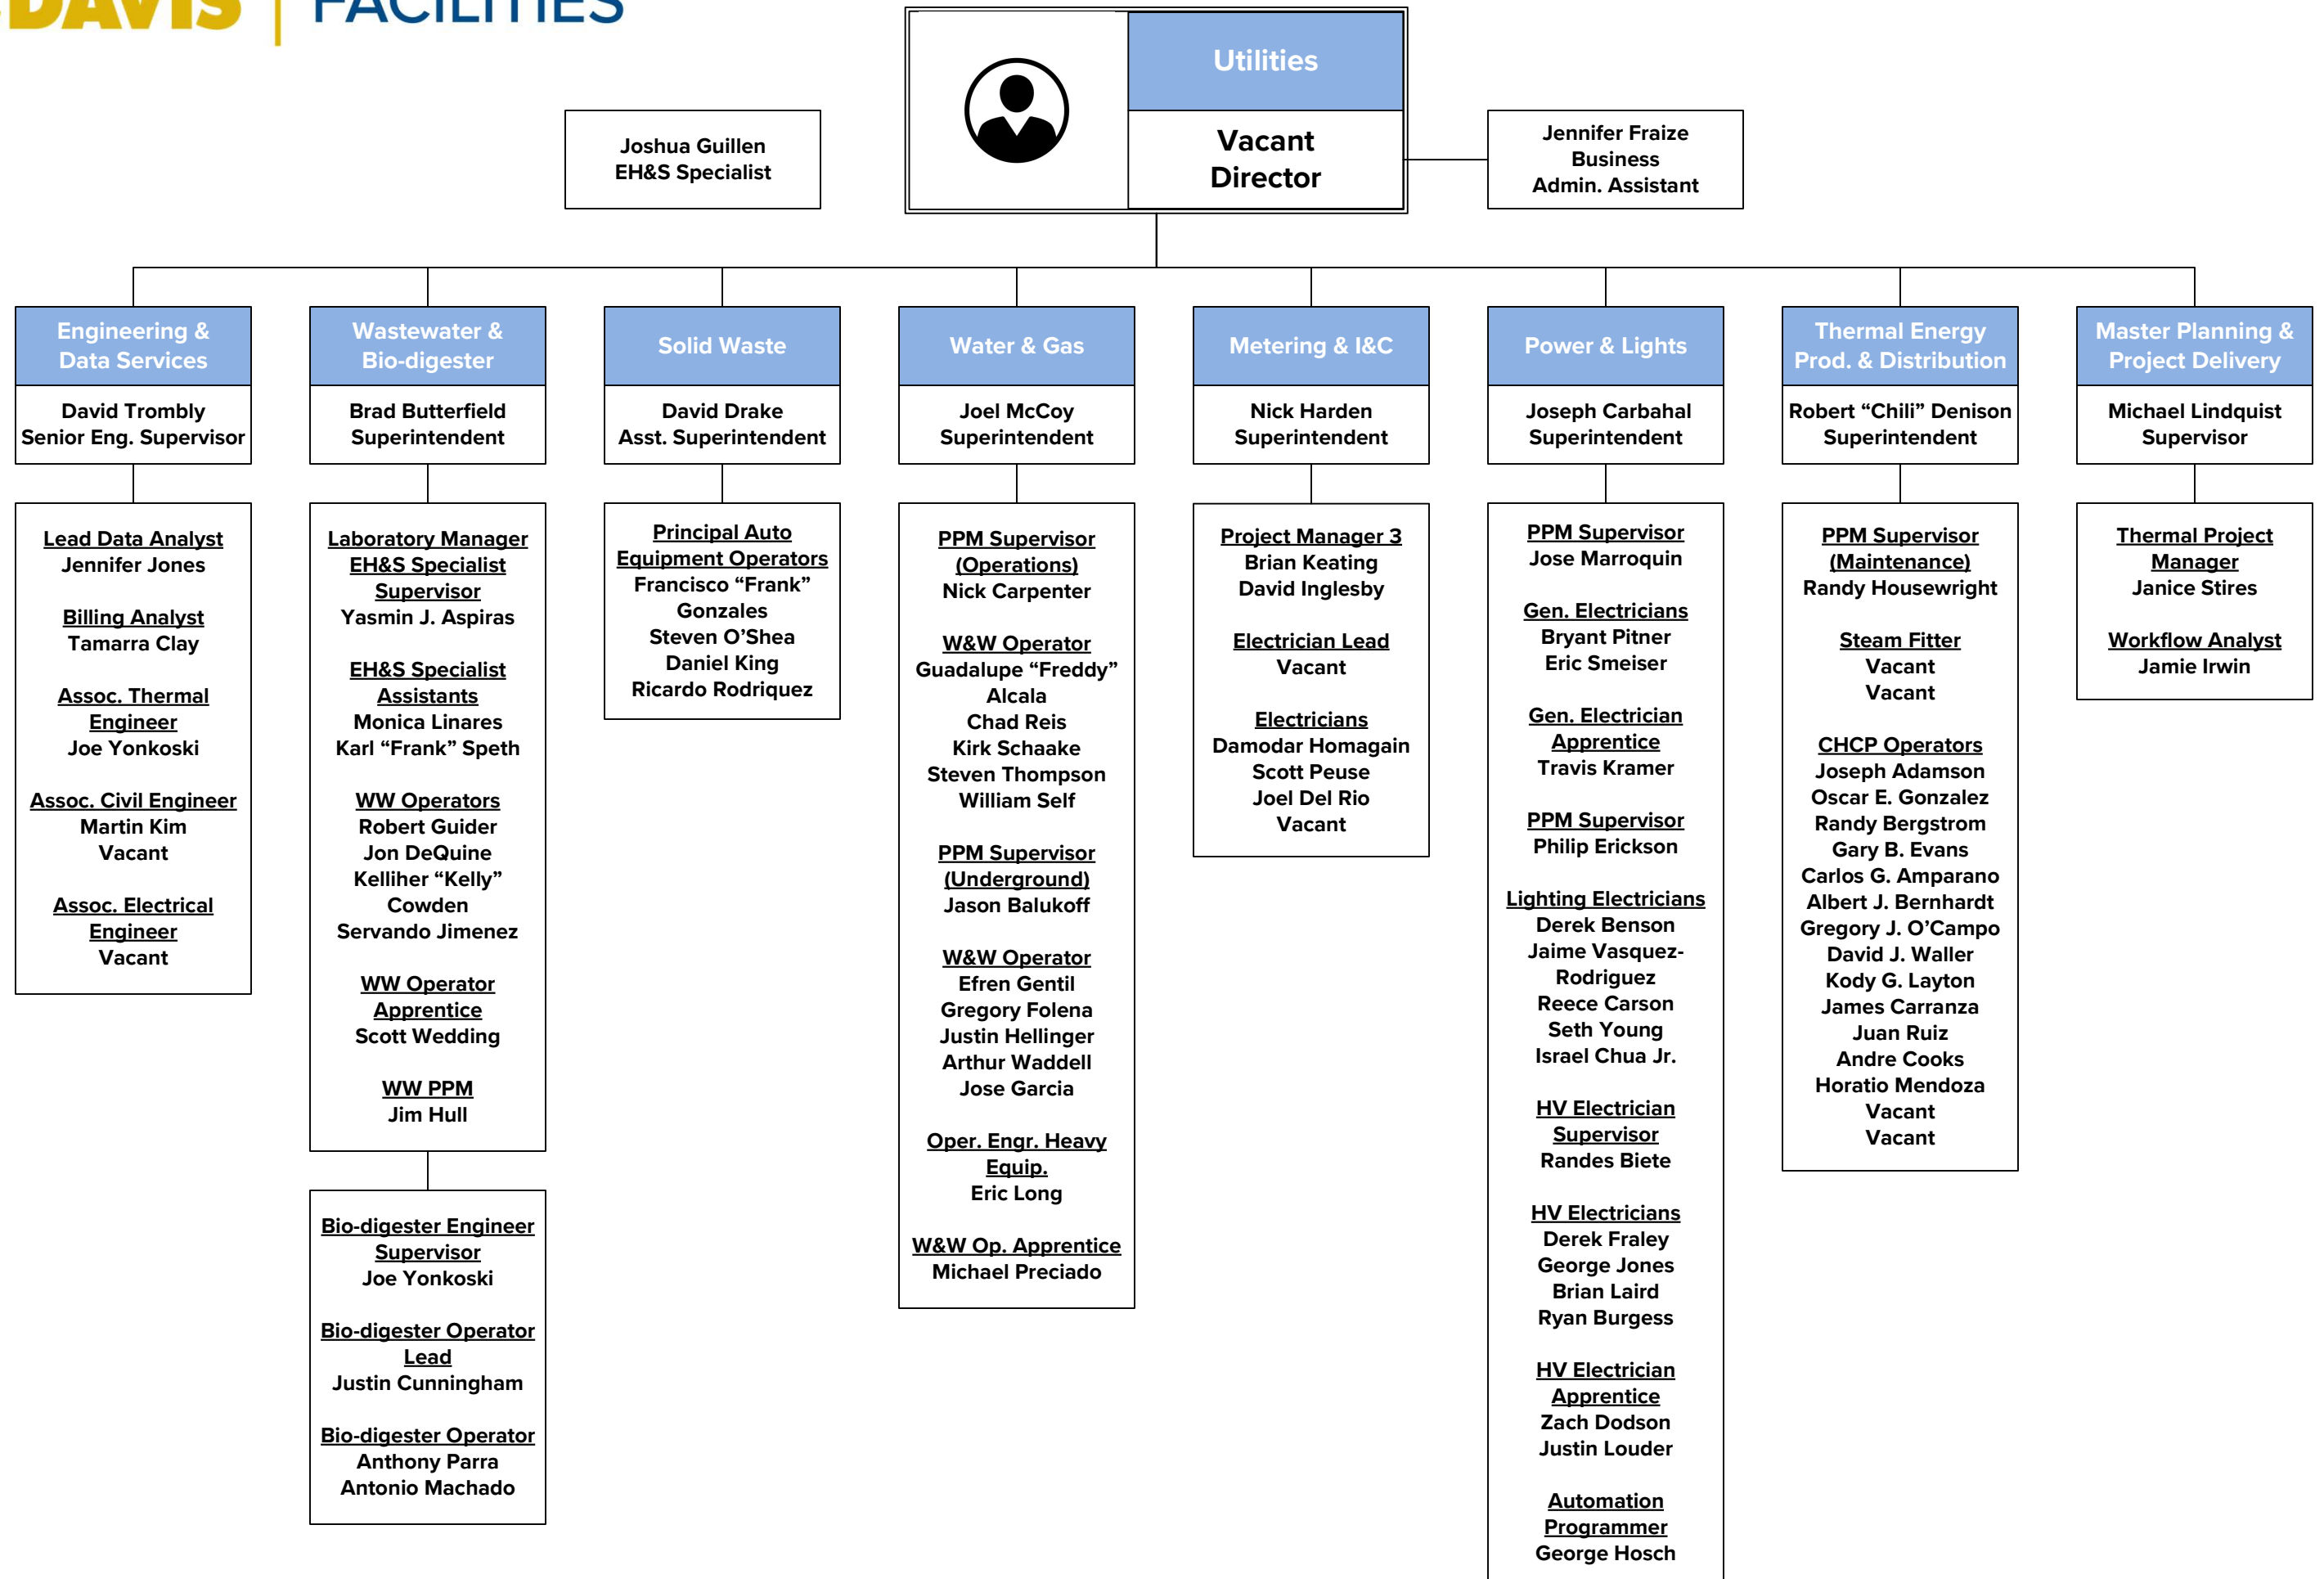 DAVIS | FACILITIES
Utilities
Vacant
Director
Joshua Guillen
EH&S Specialist
Jennifer Fraize
Business
Admin. Assistant
Engineering &
Data Services
David Trombly
Senior Eng. Supervisor
Lead Data Analyst
Jennifer Jones
Billing Analyst
Tamarra Clay
Assoc. Thermal
Engineer
Joe Yonkoski
Assoc. Civil Engineer
Martin Kim
Vacant
Assoc. Electrical
Engineer
Vacant
Wastewater &
Bio-digester
Brad Butterfield
Superintendent
Laboratory Manager
EH&S Specialist
Supervisor
Yasmin J. Aspiras
EH&S Specialist
Assistants
Monica Linares
Karl “Frank” Speth
WW Operators
Robert Guider
Jon DeQuine
Kelliher “Kelly”
Cowden
Servando Jimenez
WW Operator
Apprentice
Scott Wedding
WW PPM
Jim Hull
Bio-digester Engineer
Supervisor
Joe Yonkoski
Bio-digester Operator
Lead
Justin Cunningham
Bio-digester Operator
Anthony Parra
Antonio Machado
Solid Waste
David Drake
Asst. Superintendent
Principal Auto
Equipment Operators
Francisco “Frank”
Gonzales
Steven O’Shea
Daniel King
Ricardo Rodriquez
Water & Gas
Joel McCoy
Superintendent
PPM Supervisor
(Operations)
Nick Carpenter
W&W Operator
Guadalupe “Freddy”
Alcala
Chad Reis
Kirk Schaake
Steven Thompson
William Self
PPM Supervisor
(Underground)
Jason Balukoff
W&W Operator
Efren Gentil
Gregory Folena
Justin Hellinger
Arthur Waddell
Jose Garcia
Oper. Engr. Heavy
Equip.
Eric Long
W&W Op. Apprentice
Michael Preciado
Metering & I&C
Nick Harden
Superintendent
Project Manager 3
Brian Keating
David Inglesby
Electrician Lead
Vacant
Electricians
Damodar Homagain
Scott Peuse
Joel Del Rio
Vacant
Power & Lights
Joseph Carbahal
Superintendent
PPM Supervisor
Jose Marroquin
Gen. Electricians
Bryant Pitner
Eric Smeiser
Gen. Electrician
Apprentice
Travis Kramer
PPM Supervisor
Philip Erickson
Lighting Electricians
Derek Benson
Jaime Vasquez-
Rodriguez
Reece Carson
Seth Young
Israel Chua Jr.
HV Electrician
Supervisor
Randes Biete
HV Electricians
Derek Fraley
George Jones
Brian Laird
Ryan Burgess
HV Electrician
Apprentice
Zach Dodson
Justin Louder
Automation
Programmer
George Hosch
Thermal Energy
Prod. & Distribution
Robert “Chili” Denison
Superintendent
PPM Supervisor
(Maintenance)
Randy Housewright
Steam Fitter
Vacant
Vacant
CHCP Operators
Joseph Adamson
Oscar E. Gonzalez
Randy Bergstrom
Gary B. Evans
Carlos G. Amparano
Albert J. Bernhardt
Gregory J. O’Campo
David J. Waller
Kody G. Layton
James Carranza
Juan Ruiz
Andre Cooks
Horatio Mendoza
Vacant
Vacant
Master Planning &
Project Delivery
Michael Lindquist
Supervisor
Thermal Project
Manager
Janice Stires
Workflow Analyst
Jamie Irwin